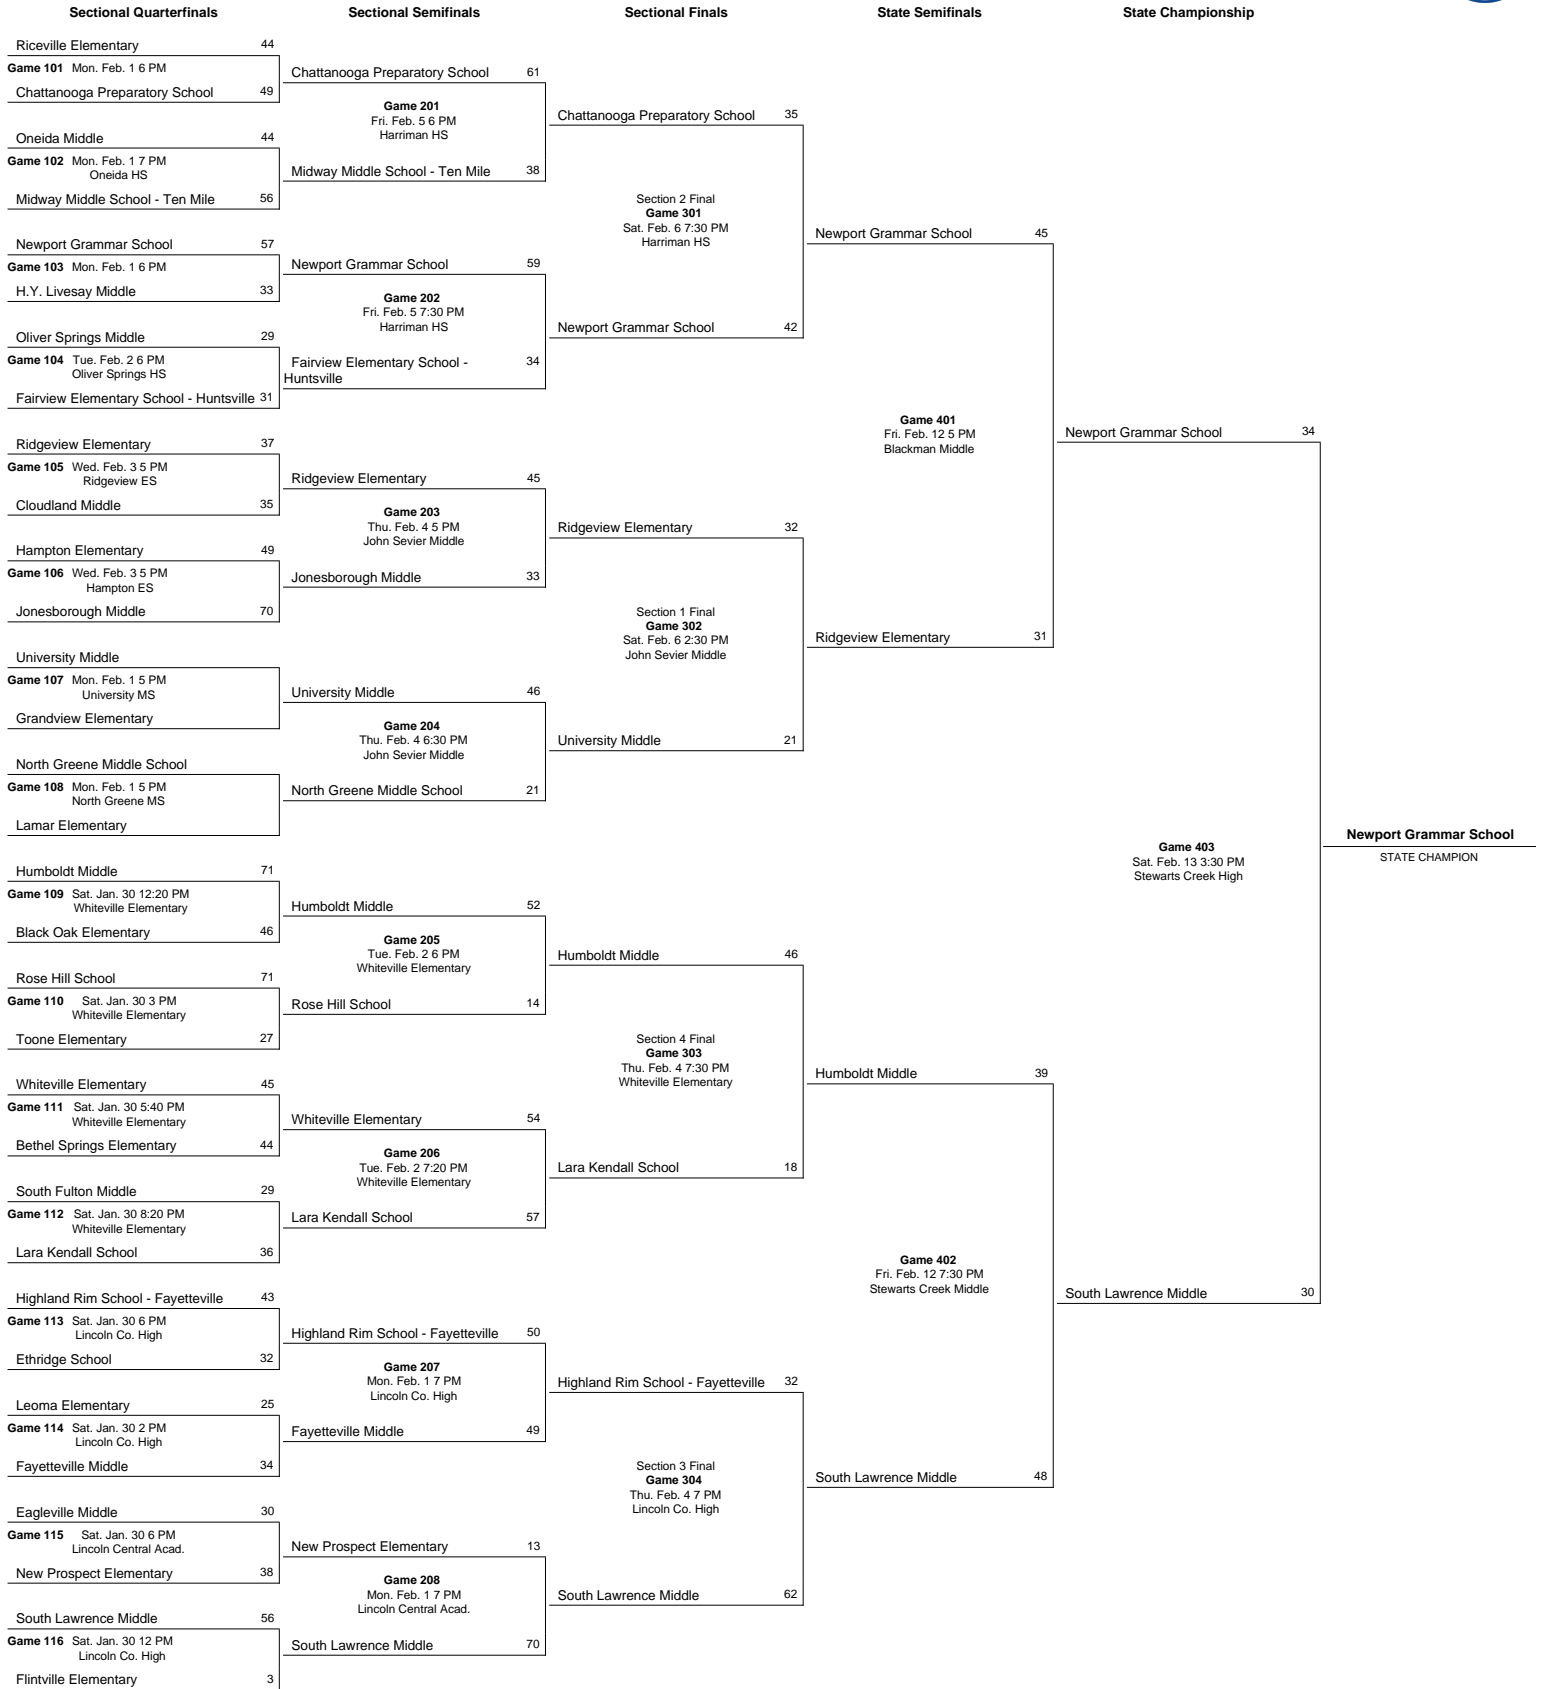 Sectional Quarterfinals
Sectional Semifinals
Sectional Finals
State Semifinals
State Championship
Riceville Elementary 44
Game 101 Mon. Feb. 1 6 PM
Chattanooga Preparatory School 49
Oneida Middle 44
Game 102 Mon. Feb. 1 7 PM
Oneida HS
Midway Middle School - Ten Mile 56
Newport Grammar School 57
Game 103 Mon. Feb. 1 6 PM
H.Y. Livesay Middle 33
Oliver Springs Middle 29
Game 104 Tue. Feb. 2 6 PM
Oliver Springs HS
Fairview Elementary School - Huntsville 31
Ridgeview Elementary 37
Game 105 Wed. Feb. 3 5 PM
Ridgeview ES
Cloudland Middle 35
Hampton Elementary 49
Game 106 Wed. Feb. 3 5 PM
Hampton ES
Jonesborough Middle 70
University Middle
Game 107 Mon. Feb. 1 5 PM
University MS
Grandview Elementary
North Greene Middle School
Game 108 Mon. Feb. 1 5 PM
North Greene MS
Lamar Elementary
Humboldt Middle 71
Game 109 Sat. Jan. 30 12:20 PM
Whiteville Elementary
Black Oak Elementary 46
Rose Hill School 71
Game 110 Sat. Jan. 30 3 PM
Whiteville Elementary
Toone Elementary 27
Whiteville Elementary 45
Game 111 Sat. Jan. 30 5:40 PM
Whiteville Elementary
Bethel Springs Elementary 44
South Fulton Middle 29
Game 112 Sat. Jan. 30 8:20 PM
Whiteville Elementary
Lara Kendall School 36
Highland Rim School - Fayetteville 43
Game 113 Sat. Jan. 30 6 PM
Lincoln Co. High
Ethridge School 32
Leoma Elementary 25
Game 114 Sat. Jan. 30 2 PM
Lincoln Co. High
Fayetteville Middle 34
Eagleville Middle 30
Game 115 Sat. Jan. 30 6 PM
Lincoln Central Acad.
New Prospect Elementary 38
South Lawrence Middle 56
Game 116 Sat. Jan. 30 12 PM
Lincoln Co. High
Flintville Elementary 3
Chattanooga Preparatory School 61
Game 201
Fri. Feb. 5 6 PM
Harriman HS
Midway Middle School - Ten Mile 38
Newport Grammar School 59
Game 202
Fri. Feb. 5 7:30 PM
Harriman HS
Fairview Elementary School - 34
Huntsville
Ridgeview Elementary 45
Game 203
Thu. Feb. 4 5 PM
John Sevier Middle
Jonesborough Middle 33
University Middle 46
Game 204
Thu. Feb. 4 6:30 PM
John Sevier Middle
North Greene Middle School 21
Humboldt Middle 52
Game 205
Tue. Feb. 2 6 PM
Whiteville Elementary
Rose Hill School 14
Whiteville Elementary 54
Game 206
Tue. Feb. 2 7:20 PM
Whiteville Elementary
Lara Kendall School 57
Highland Rim School - Fayetteville 50
Game 207
Mon. Feb. 1 7 PM
Lincoln Co. High
Fayetteville Middle 49
New Prospect Elementary 13
Game 208
Mon. Feb. 1 7 PM
Lincoln Central Acad.
South Lawrence Middle 70
Chattanooga Preparatory School 35
Section 2 Final
Game 301
Sat. Feb. 6 7:30 PM
Harriman HS
Newport Grammar School 42
Ridgeview Elementary 32
Section 1 Final
Game 302
Sat. Feb. 6 2:30 PM
John Sevier Middle
University Middle 21
Humboldt Middle 46
Section 4 Final
Game 303
Thu. Feb. 4 7:30 PM
Whiteville Elementary
Lara Kendall School 18
Highland Rim School - Fayetteville 32
Section 3 Final
Game 304
Thu. Feb. 4 7 PM
Lincoln Co. High
South Lawrence Middle 62
Newport Grammar School 45
Game 401
Fri. Feb. 12 5 PM
Blackman Middle
Ridgeview Elementary 31
Humboldt Middle 39
Game 402
Fri. Feb. 12 7:30 PM
Stewarts Creek Middle
South Lawrence Middle 48
Newport Grammar School 34
Game 403
Sat. Feb. 13 3:30 PM
Stewarts Creek High
South Lawrence Middle 30
Newport Grammar School
STATE CHAMPION